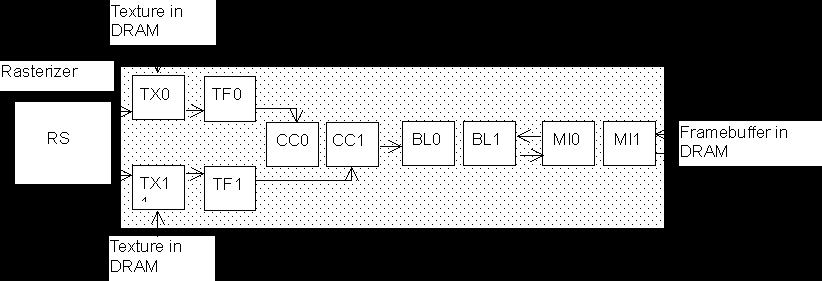 Texture in
DRAM
Rasterizer
TX0
TF0
RS
CC0
CC1
BL0
BL1
MI0
MI1
Framebuffer in
DRAM
TX1
TF1
Texture in
DRAM